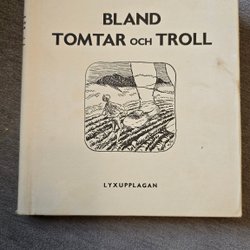 BLAND
TOMTAR OCH TROLL
LYXUPPLAGAN